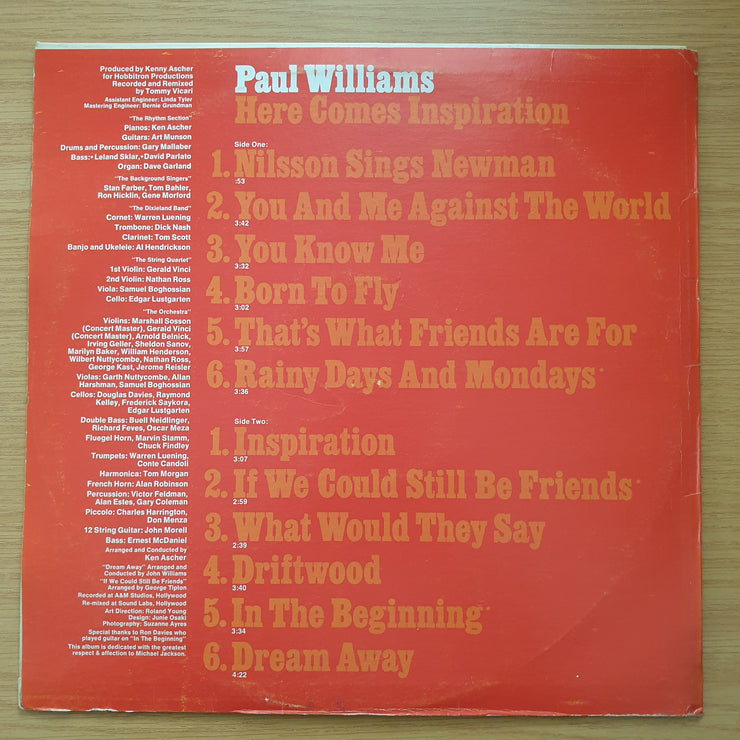 Produced by Kenny Ascher
for Hobbitron Productions
Recorded and Remixed
by Tommy Vicari
Assistant Engineer: Linda Tyler
Mastering Engineer: Bernie Grundman
"The Rhythm Section"
Pianos: Ken Ascher
Guitars: Art Munson
Drums and Percussion: Gary Mallaber
Bass:• Leland Sklar,*David Parlato
Organ: Dave Garland
"The Background Singers"
Stan Farber, Tom Bahler,
Ron Hicklin, Gene Morford
"The Dixieland Band"
Cornet: Warren Luening
Trombone: Dick Nash
Clarinet: Tom Scott
Banjo and Ukelele: Al Hendrickson
"The String Quartet"
1st Violin: Gerald Vinci
2nd Violin: Nathan Ross
Viola: Samuel Boghossian
Cello: Edgar Lustgarten
"The Orchestra"
Violins: Marshall Sosson
(Concert Master), Gerald Vinci
(Concert Master), Arnold Belnick,
Irving Geller, Sheldon Sanov,
Marilyn Baker, William Henderson,
Wilbert Nuttycombe, Nathan Ross,
George Kast, Jerome Reisler
Violas: Garth Nuttycombe, Allan
Harshman, Samuel Boghossian
Cellos: Douglas Davies, Raymond
Kelley, Frederick Saykora,
Edgar Lustgarten
Double Bass: Buell Neidlinger,
Richard Feves, Oscar Meza
Fluegel Horn, Marvin Stamm,
Chuck Findley
Trumpets: Warren Luening,
Conte Candoli
Harmonica: Tom Morgan
French Horn: Alan Robinson
Percussion: Victor Feldman,
Alan Estes, Gary Coleman
Piccolo: Charles Harrington,
Don Menza
12 String Guitar: John Morell
Bass: Ernest McDaniel
Arranged and Conducted by
Ken Ascher
"Dream Away" Arranged and
Conducted by John Williams
"If We Could Still Be Friends"
Arranged by George Tipton
Recorded at A&M Studios, Hollywood
Re-mixed at Sound Labs, Hollywood
Art Direction: Roland Young
Design: Junie Osaki
Photography: Suzanne Ayres
Special thanks to Ron Davies who
played guitar on "In The Beginning"
This album is dedicated with the greatest
respect & affection to Michael Jackson.
Paul Williams
Here Comes Inspiration
Side One:
1. Nilsson Sings Newman
:53
2. You And Me Against The World
3:42
3. You Know Me
3:32
4. Born To Fly
3:02
5. That's What Friends Are For
3:57
6. Rainy Days And Mondays*
3:36
Side Two:
1. Inspiration
3:07
2. If We Could Still Be Friends*
2:59
3. What Would They Say
2:39
4. Driftwood
3:40
5. In The Beginning*
3:34
6. Dream Away
4:22